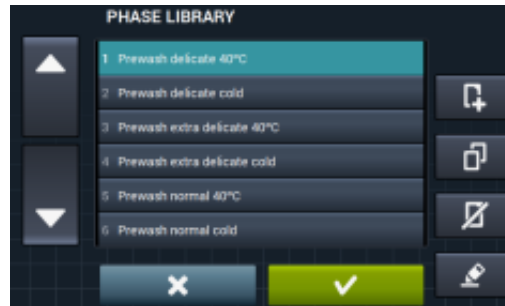 PHASE LIBRARY
1 Prewash delicate 40°C
2 Prewash delicate cold
3 Prewash extra delicate 40°C
4 Prewash extra delicate cold
5 Prewash normal 40°C
6 Prewash normal cold